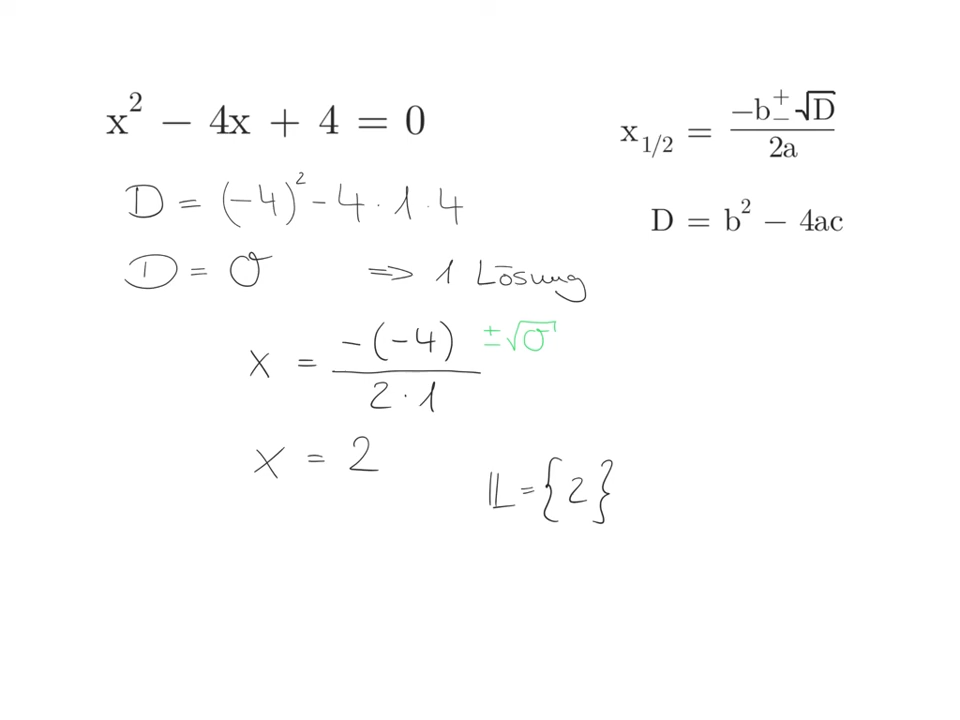 x² − 4x + 4 = 0
x₁/₂ = (−b ± √D) / 2a
D = (−4)² − 4 · 1 · 4
D = b² − 4ac
D = 0 => 1 Lösung
x = (−(−4) ± √0) / 2 · 1
x = 2
𝕃 = {2}